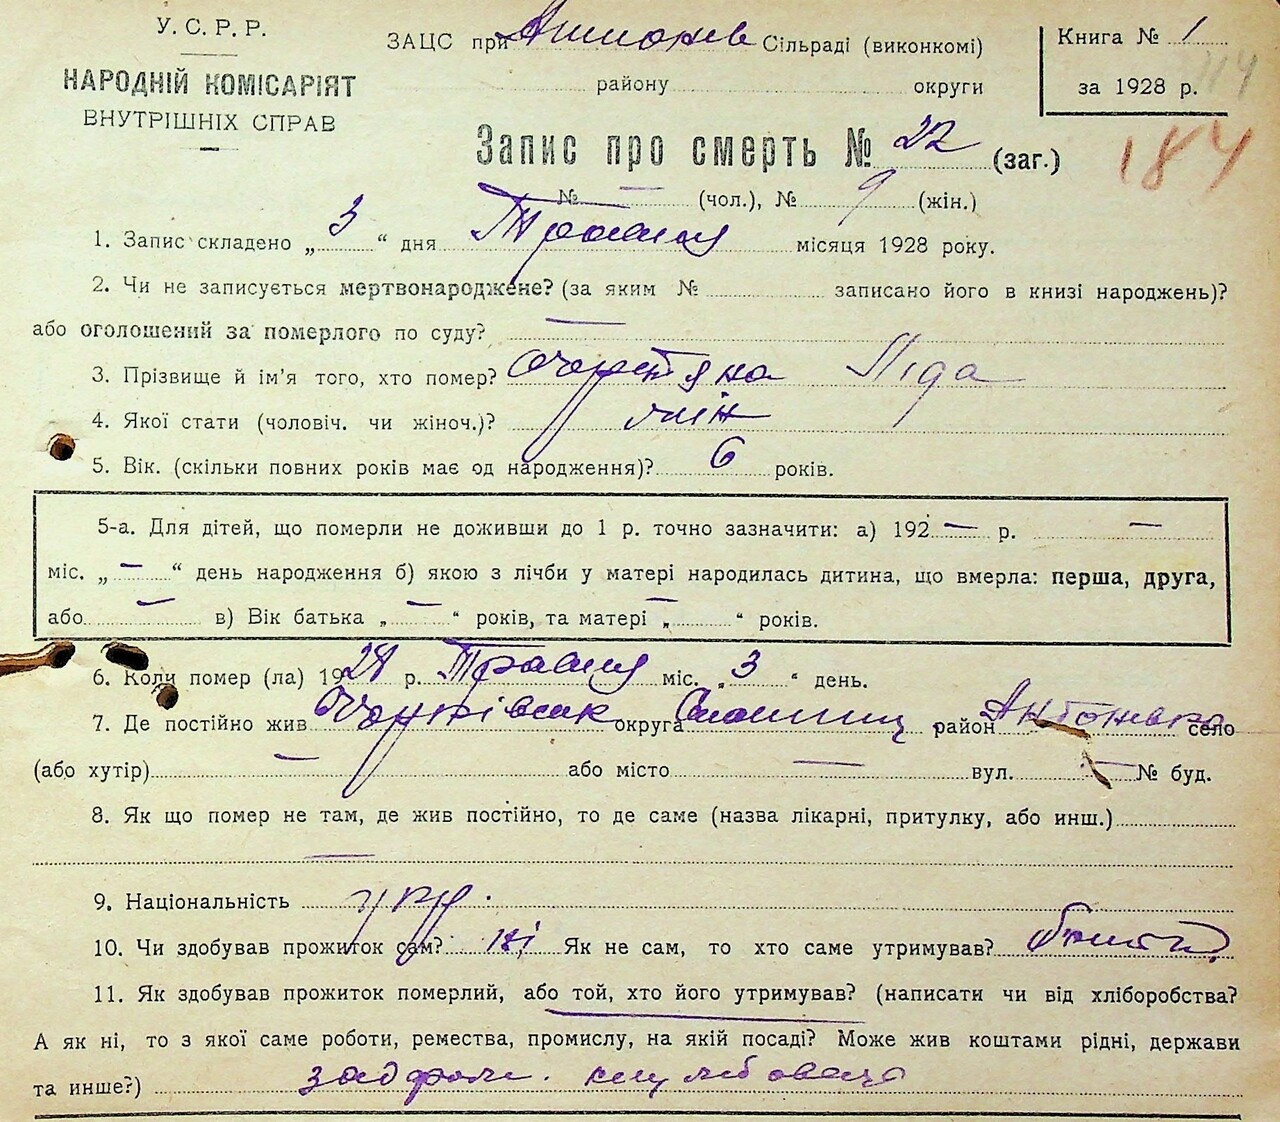 У. С. Р. Р.
НАРОДНІЙ КОМІСАРІЯТ
ВНУТРІШНІХ СПРАВ
ЗАЦС при Сільраді (виконкомі)
району округи
Книга № 1
за 1928 р. 114
184
Запис про смерть № 22 (заг.)
№ — (чол.), № 9 (жін.)
1. Запис складено „ 3 “ дня Травня місяця 1928 року.
2. Чи не записується мертвонароджене? (за яким № записано його в книзі народжень)?
або оголошений за померлого по суду? —
3. Прізвище й ім’я того, хто помер? Ліда
4. Якої стати (чоловіч. чи жіноч.)? жін
5. Вік. (скільки повних років має од народження)? 6 років.
5-а. Для дітей, що померли не доживши до 1 р. точно зазначити: а) 192 — р. —
міс. „ — “ день народження б) якою з лічби у матері народилась дитина, що вмерла: перша, друга,
або — в) Вік батька „ — “ років, та матері „ — “ років.
6. Коли помер (ла) 1928 р. Травня міс. „ 3 “ день.
7. Де постійно жив округа район Антонівка село
(або хутір) — або місто — вул. — № буд.
8. Як що помер не там, де жив постійно, то де саме (назва лікарні, притулку, або инш.)
—
9. Національність укр.
10. Чи здобував прожиток сам? ні Як не сам, то хто саме утримував?
11. Як здобував прожиток померлий, або той, хто його утримував? (написати чи від хліборобства?
А як ні, то з якої саме роботи, ремества, промислу, на якій посаді? Може жив коштами рідні, держави
та инше?)